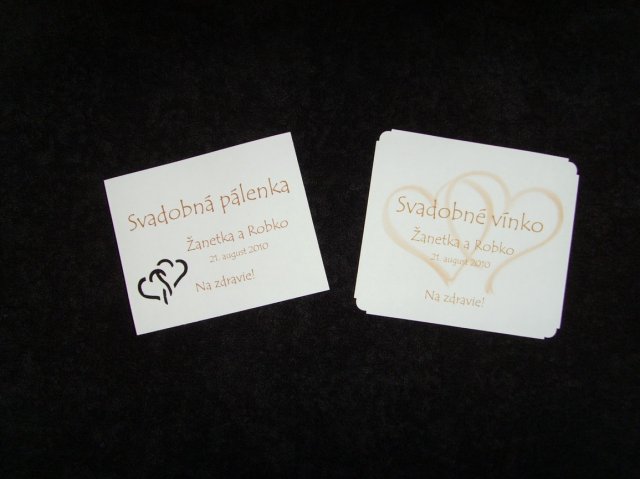 Svadobná pálenka
Žanetka a Robko
21. august 2010
Na zdravie!
Svadobné vínko
Žanetka a Robko
21. august 2010
Na zdravie!